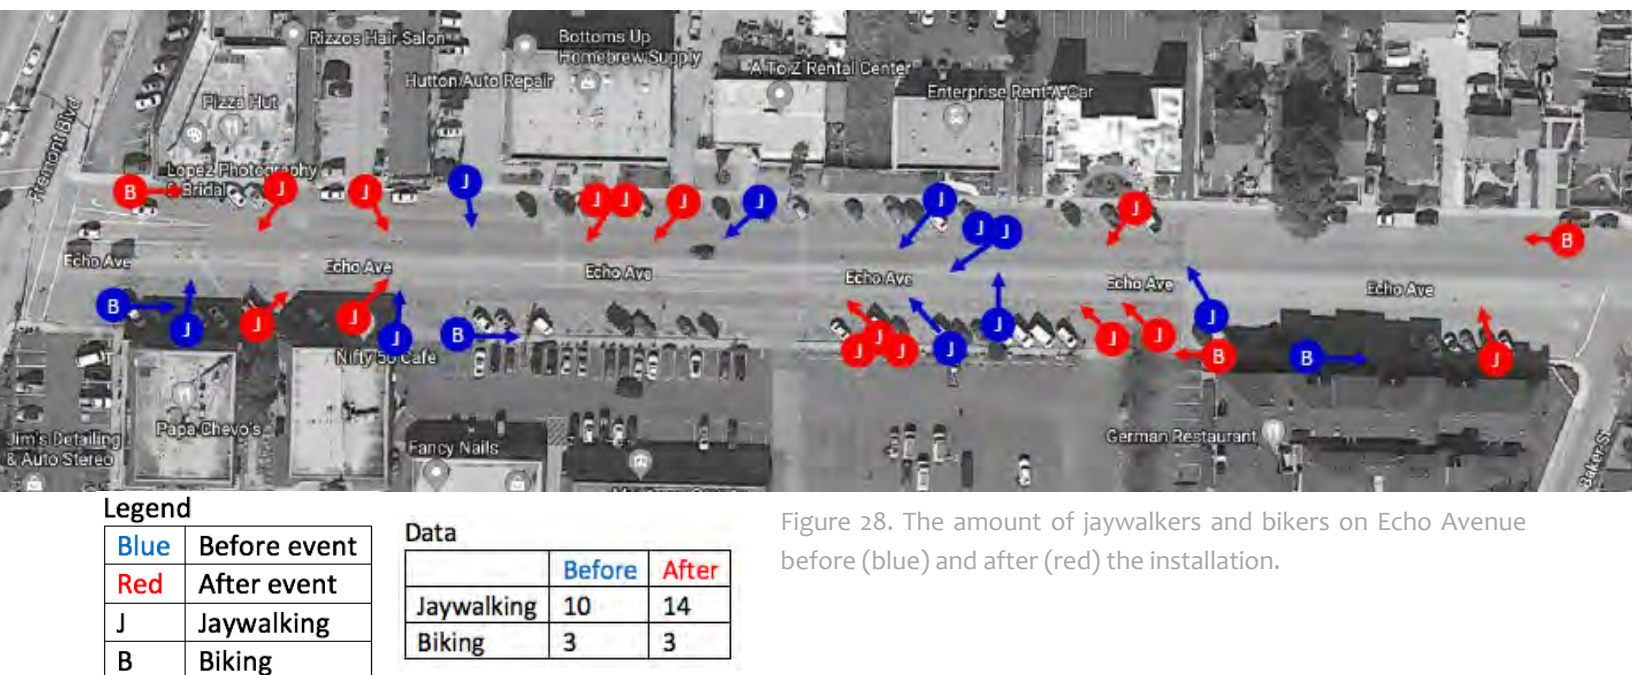 Rizzos Hair Salon
Bottoms Up
Homebrew Supply
Hutton Auto Repair
A To Z Rental Center
Enterprise Rent-A-Car
Pizza Hut
Fremont Blvd
Lopez Photography
& Bridal
B
J
J
J
J
J
J
J
J
J
J
J
B
Echo Ave
Echo Ave
Echo Ave
Echo Ave
Echo Ave
Echo Ave
B
J
J
J
J
B
J
J
J
J
J
J
J
J
B
B
J
Nifty 50 Cafe
Papa Chevo's
Jim's Detailing
& Auto Stereo
Fancy Nails
German Restaurant
Baker St
Legend
Blue Before event
Red After event
J Jaywalking
B Biking
Data
Before After
Jaywalking 10 14
Biking 3 3
Figure 28. The amount of jaywalkers and bikers on Echo Avenue
before (blue) and after (red) the installation.